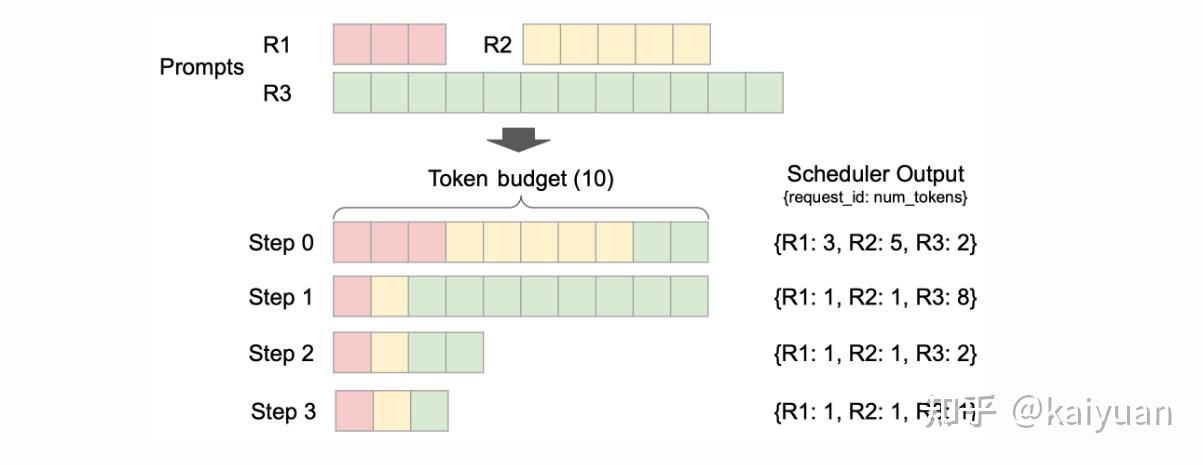 R1
R2
Prompts
R3
Token budget (10)
Scheduler Output
{request_id: num_tokens}
Step 0
{R1: 3, R2: 5, R3: 2}
Step 1
{R1: 1, R2: 1, R3: 8}
Step 2
{R1: 1, R2: 1, R3: 2}
Step 3
{R1: 1, R2: 1, R3: 1}
知乎 @kaiyuan